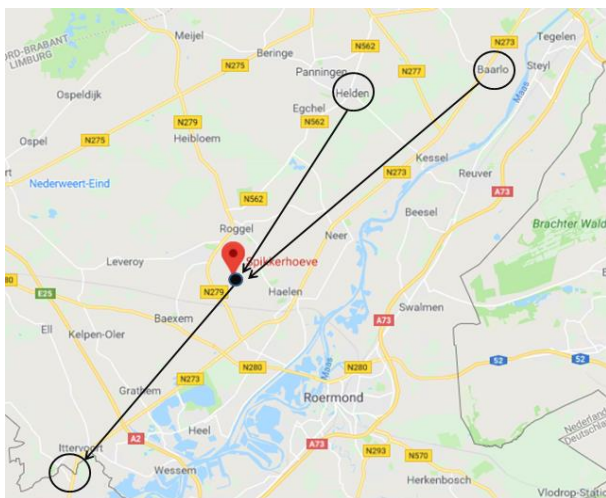 NOORD-BRABANT
LIMBURG
Meijel
N562
N273
Tegelen
Beringe
Panningen
N275
N277
Baarlo
Steyl
Ospeldijk
Helden
Egchel
N279
N562
Maas
N275
Heibloem
Ospel
Kessel
N273
Reuver
Nederweert-Eind
A73
N562
Beesel
Roggel
Neer
Brachter Wald
Leveroy
Spikkerhoeve
E25
N279
Haelen
Swalmen
Baexem
A73
Ell
Kelpen-Oler
N280
Maas
N280
52
52
N273
Grathem
Roermond
Nederland
Deutschland
A2
Heel
Ittervoort
A73
N293
N570
Wessem
Herkenbosch
Vlodrop-Station